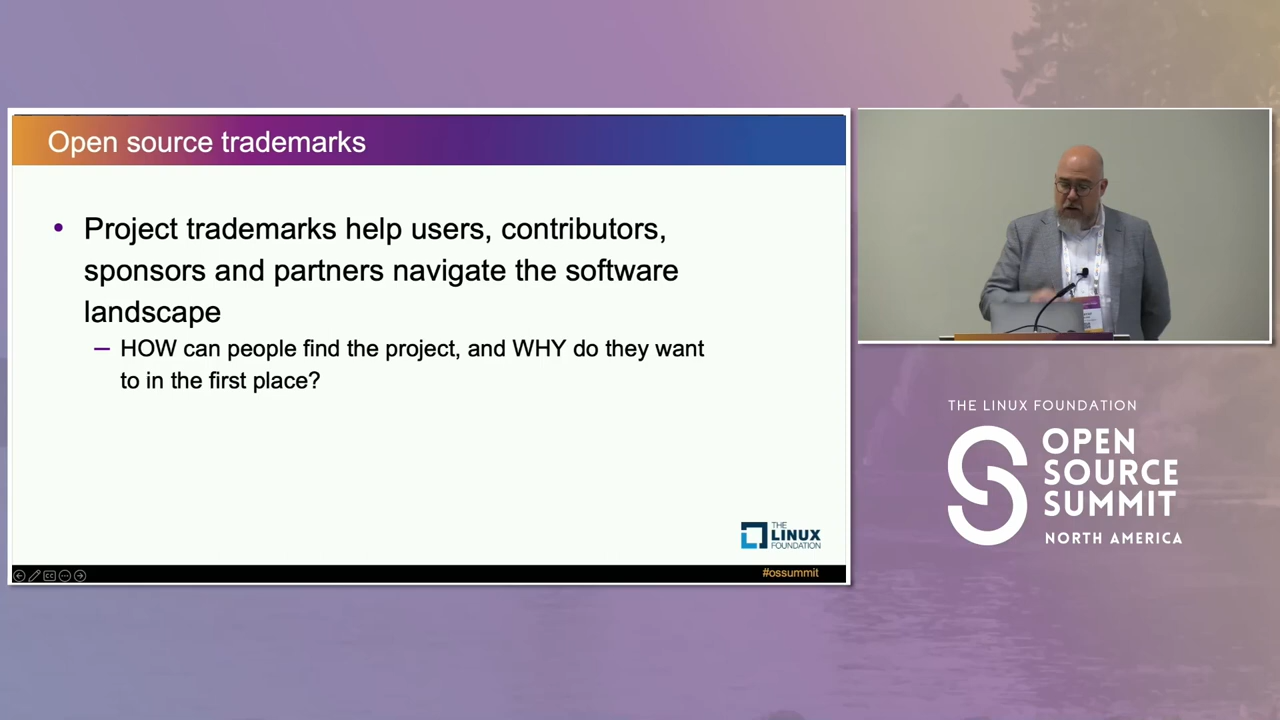 Open source trademarks
• Project trademarks help users, contributors,
sponsors and partners navigate the software
landscape
– HOW can people find the project, and WHY do they want
to in the first place?
THE
LINUX
FOUNDATION
CC
#ossummit
THE LINUX FOUNDATION
OPEN
SOURCE
SUMMIT
NORTH AMERICA